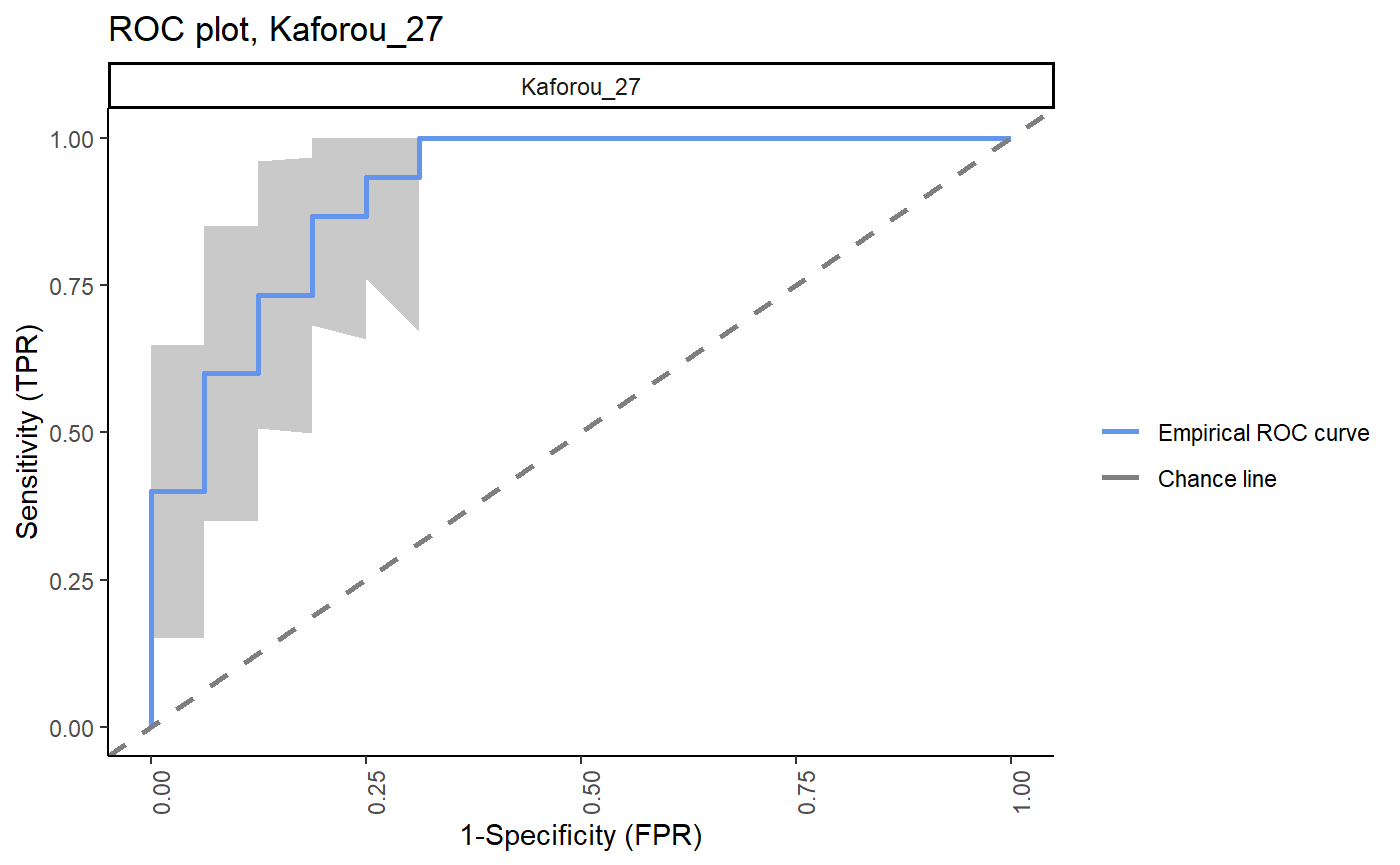 ROC plot, Kaforou_27
Kaforou_27
1.00
0.75
0.50
0.25
0.00
Sensitivity (TPR)
0.00
0.25
0.50
0.75
1.00
1-Specificity (FPR)
Empirical ROC curve
Chance line